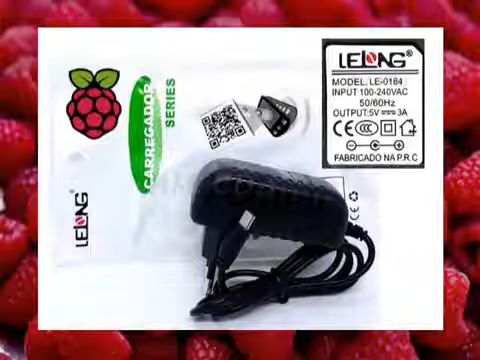 LELONG®
MODEL: LE-0184
INPUT 100-240VAC
50/60Hz
OUTPUT:5V⎓3A
FABRICADO NA P.R.C
CARREGADOR
SERIES
LELONG